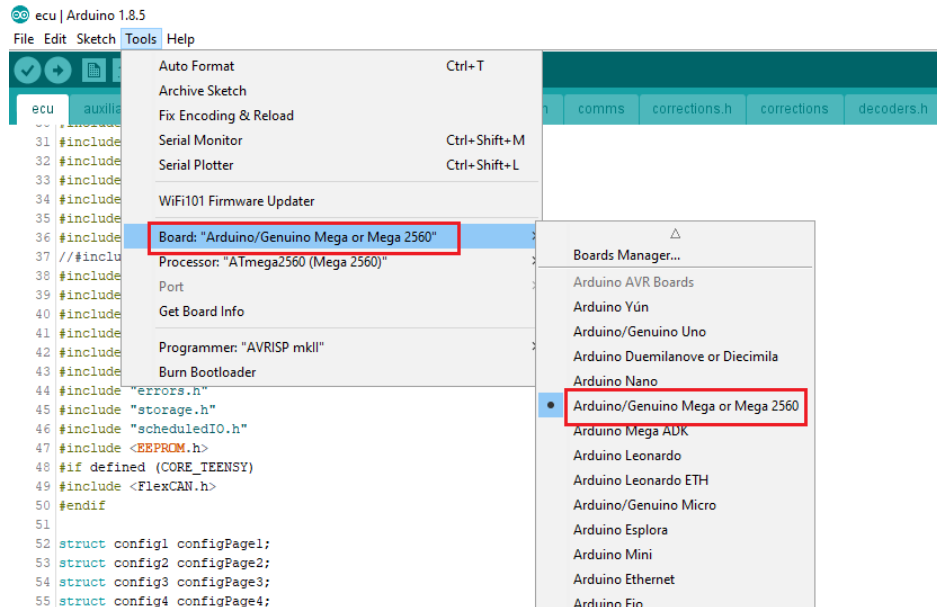 ecu | Arduino 1.8.5
File Edit Sketch Tools Help
ecu
comms corrections.h corrections decoders.h
Auto Format Ctrl+T
Archive Sketch
Fix Encoding & Reload
Serial Monitor Ctrl+Shift+M
Serial Plotter Ctrl+Shift+L
WiFi101 Firmware Updater
Board: "Arduino/Genuino Mega or Mega 2560"
Processor: "ATmega2560 (Mega 2560)"
Port
Get Board Info
Programmer: "AVRISP mkII"
Burn Bootloader
Boards Manager...
Arduino AVR Boards
Arduino Yún
Arduino/Genuino Uno
Arduino Duemilanove or Diecimila
Arduino Nano
Arduino/Genuino Mega or Mega 2560
Arduino Mega ADK
Arduino Leonardo
Arduino Leonardo ETH
Arduino/Genuino Micro
Arduino Esplora
Arduino Mini
Arduino Ethernet
Arduino Fio
31 #include
32 #include
33 #include
34 #include
35 #include
36 #include
37 //#inclu
38 #include
39 #include
40 #include
41 #include
42 #include
43 #include
44 #include "errors.h"
45 #include "storage.h"
46 #include "scheduledIO.h"
47 #include <EEPROM.h>
48 #if defined (CORE_TEENSY)
49 #include <FlexCAN.h>
50 #endif
51
52 struct config1 configPage1;
53 struct config2 configPage2;
54 struct config3 configPage3;
55 struct config4 configPage4;